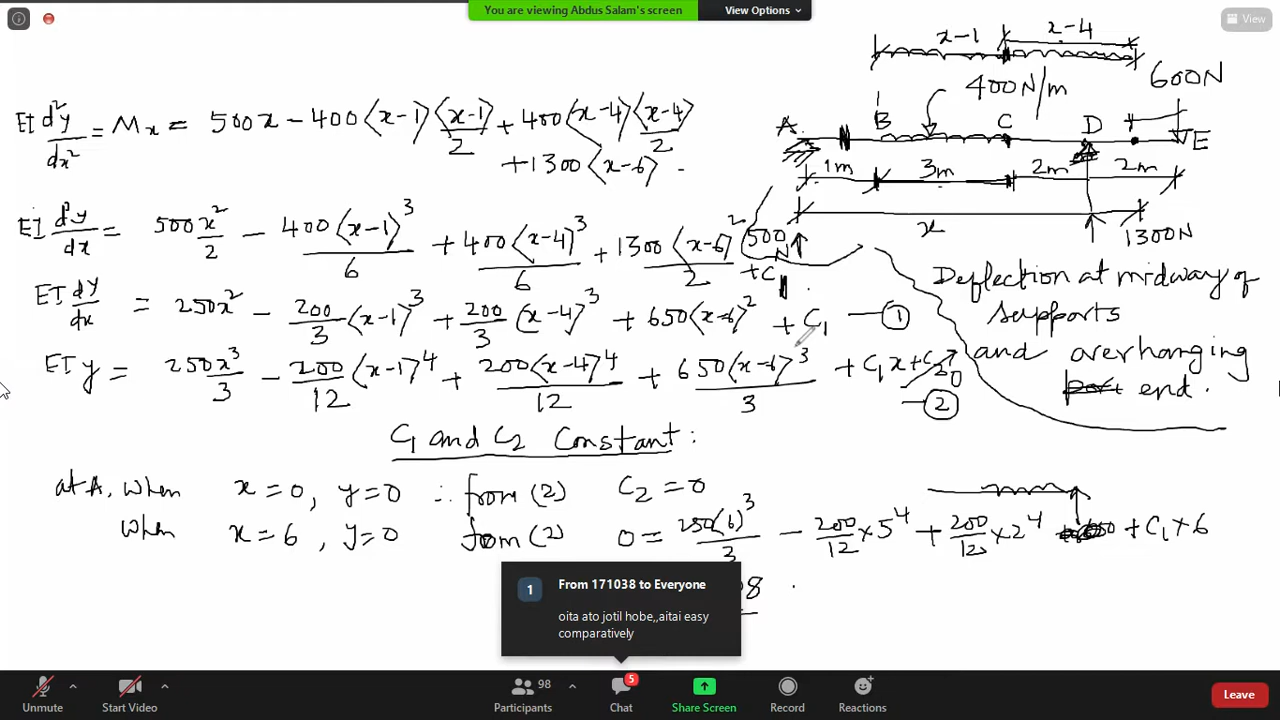 You are viewing Abdus Salam's screen
View Options
View
x-1
x-4
400N/m
600N
A B C D E
1m 3m 2m 2m
x
500 N
1300N
EI d²y/dx² = Mx = 500x - 400<x-1><x-1>/2 + 400<x-4><x-4>/2
+1300<x-6>
EI dy/dx = 500x²/2 - 400<x-1>³/6 + 400<x-4>³/6 + 1300<x-6>²/2 + C1
EI dy/dx = 250x² - 200/3 <x-1>³ + 200/3 <x-4>³ + 650<x-6>² + C1 — ①
EI y = 250x³/3 - 200/12 <x-1>⁴ + 200<x-4>⁴/12 + 650<x-6>³/3 + C1x + C2 0
— ②
Deflection at midway of
supports
and overhanging
end.
C1 and C2 Constant:
at A, when x=0, y=0 ∴ from (2) C2=0
when x=6, y=0 from (2) 0 = 250(6)³/3 - 200/12 ×5⁴ + 200/12 ×2⁴ + C1×6
08
1
From 171038 to Everyone
oita ato jotil hobe,,aitai easy
comparatively
Unmute
Start Video
98
Participants
5
Chat
Share Screen
Record
Reactions
Leave